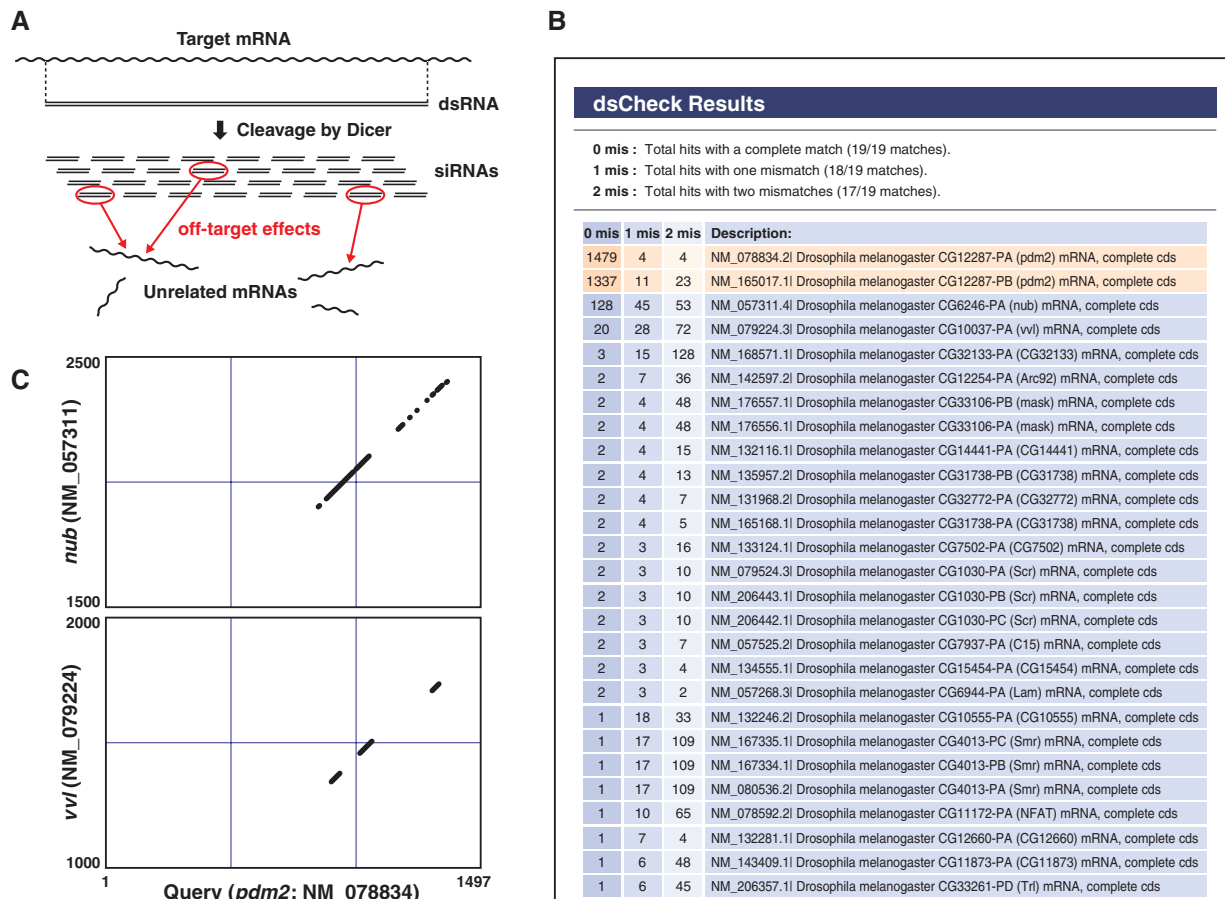 A
Target mRNA
dsRNA
Cleavage by Dicer
siRNAs
off-target effects
Unrelated mRNAs
B
dsCheck Results
0 mis : Total hits with a complete match (19/19 matches).
1 mis : Total hits with one mismatch (18/19 matches).
2 mis : Total hits with two mismatches (17/19 matches).
0 mis 1 mis 2 mis Description:
1479 4 4 NM_078834.2| Drosophila melanogaster CG12287-PA (pdm2) mRNA, complete cds
1337 11 23 NM_165017.1| Drosophila melanogaster CG12287-PB (pdm2) mRNA, complete cds
128 45 53 NM_057311.4| Drosophila melanogaster CG6246-PA (nub) mRNA, complete cds
20 28 72 NM_079224.3| Drosophila melanogaster CG10037-PA (vvl) mRNA, complete cds
3 15 128 NM_168571.1| Drosophila melanogaster CG32133-PA (CG32133) mRNA, complete cds
2 7 36 NM_142597.2| Drosophila melanogaster CG12254-PA (Arc92) mRNA, complete cds
2 4 48 NM_176557.1| Drosophila melanogaster CG33106-PB (mask) mRNA, complete cds
2 4 48 NM_176556.1| Drosophila melanogaster CG33106-PA (mask) mRNA, complete cds
2 4 15 NM_132116.1| Drosophila melanogaster CG14441-PA (CG14441) mRNA, complete cds
2 4 13 NM_135957.2| Drosophila melanogaster CG31738-PB (CG31738) mRNA, complete cds
2 4 7 NM_131968.2| Drosophila melanogaster CG32772-PA (CG32772) mRNA, complete cds
2 4 5 NM_165168.1| Drosophila melanogaster CG31738-PA (CG31738) mRNA, complete cds
2 3 16 NM_133124.1| Drosophila melanogaster CG7502-PA (CG7502) mRNA, complete cds
2 3 10 NM_079524.3| Drosophila melanogaster CG1030-PA (Scr) mRNA, complete cds
2 3 10 NM_206443.1| Drosophila melanogaster CG1030-PB (Scr) mRNA, complete cds
2 3 10 NM_206442.1| Drosophila melanogaster CG1030-PC (Scr) mRNA, complete cds
2 3 7 NM_057525.2| Drosophila melanogaster CG7937-PA (C15) mRNA, complete cds
2 3 4 NM_134555.1| Drosophila melanogaster CG15454-PA (CG15454) mRNA, complete cds
2 3 2 NM_057268.3| Drosophila melanogaster CG6944-PA (Lam) mRNA, complete cds
1 18 33 NM_132246.2| Drosophila melanogaster CG10555-PA (CG10555) mRNA, complete cds
1 17 109 NM_167335.1| Drosophila melanogaster CG4013-PC (Smr) mRNA, complete cds
1 17 109 NM_167334.1| Drosophila melanogaster CG4013-PB (Smr) mRNA, complete cds
1 17 109 NM_080536.2| Drosophila melanogaster CG4013-PA (Smr) mRNA, complete cds
1 10 65 NM_078592.2| Drosophila melanogaster CG11172-PA (NFAT) mRNA, complete cds
1 7 4 NM_132281.1| Drosophila melanogaster CG12660-PA (CG12660) mRNA, complete cds
1 6 48 NM_143409.1| Drosophila melanogaster CG11873-PA (CG11873) mRNA, complete cds
1 6 45 NM_206357.1| Drosophila melanogaster CG33261-PD (Trl) mRNA, complete cds
C
2500
nub (NM_057311)
1500
2000
vvl (NM_079224)
1000
1 1497
Query (pdm2: NM_078834)